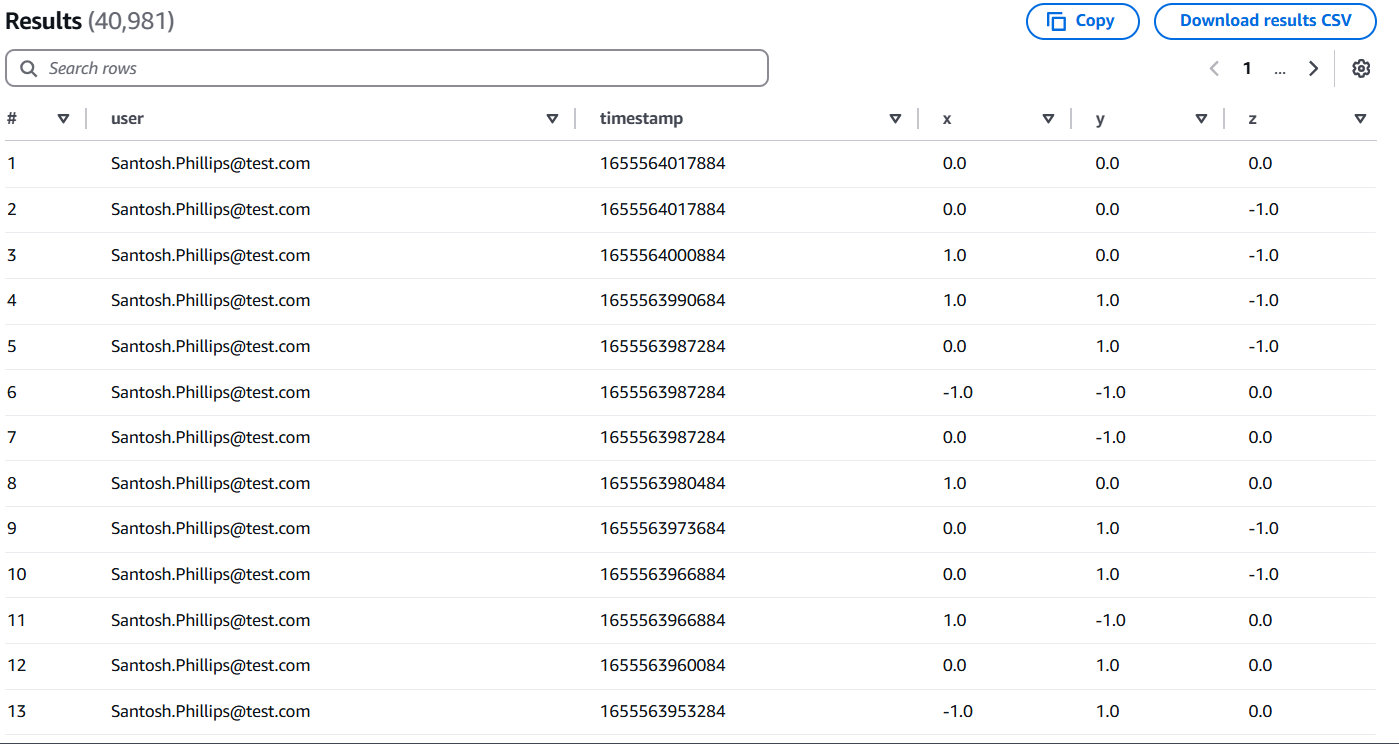 Results (40,981) Copy Download results CSV
Search rows 1 ...
# user timestamp x y z
1 Santosh.Phillips@test.com 1655564017884 0.0 0.0 0.0
2 Santosh.Phillips@test.com 1655564017884 0.0 0.0 -1.0
3 Santosh.Phillips@test.com 1655564000884 1.0 0.0 -1.0
4 Santosh.Phillips@test.com 1655563990684 1.0 1.0 -1.0
5 Santosh.Phillips@test.com 1655563987284 0.0 1.0 -1.0
6 Santosh.Phillips@test.com 1655563987284 -1.0 -1.0 0.0
7 Santosh.Phillips@test.com 1655563987284 0.0 -1.0 0.0
8 Santosh.Phillips@test.com 1655563980484 1.0 0.0 0.0
9 Santosh.Phillips@test.com 1655563973684 0.0 1.0 -1.0
10 Santosh.Phillips@test.com 1655563966884 0.0 1.0 -1.0
11 Santosh.Phillips@test.com 1655563966884 1.0 -1.0 0.0
12 Santosh.Phillips@test.com 1655563960084 0.0 1.0 0.0
13 Santosh.Phillips@test.com 1655563953284 -1.0 1.0 0.0